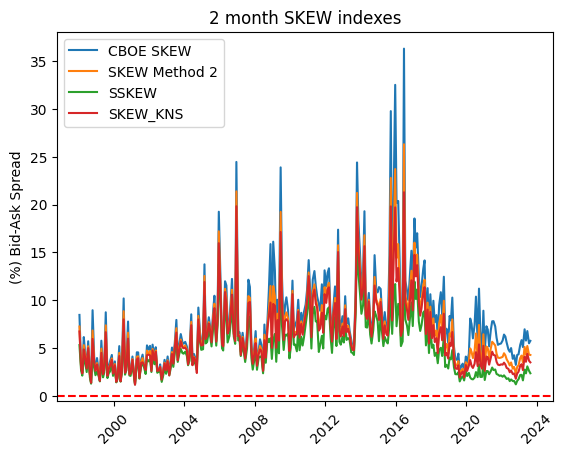 2 month SKEW indexes
CBOE SKEW
SKEW Method 2
SSKEW
SKEW_KNS
(%) Bid-Ask Spread
35
30
25
20
15
10
5
0
2000
2004
2008
2012
2016
2020
2024